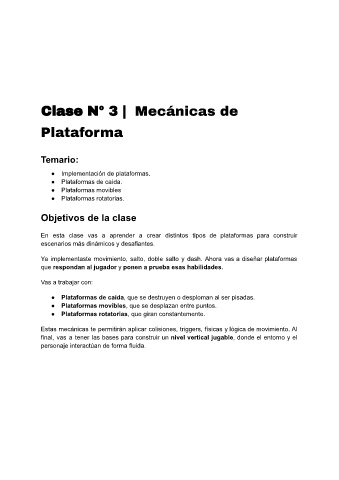 Clase N° 3 | Mecánicas de
Plataforma
Temario:
● Implementación de plataformas.
● Plataformas de caída.
● Plataformas movibles
● Plataformas rotatorias.
Objetivos de la clase
En esta clase vas a aprender a crear distintos tipos de plataformas para construir
escenarios más dinámicos y desafiantes.
Ya implementaste movimiento, salto, doble salto y dash. Ahora vas a diseñar plataformas
que respondan al jugador y ponen a prueba esas habilidades.
Vas a trabajar con:
● Plataformas de caída, que se destruyen o desploman al ser pisadas.
● Plataformas movibles, que se desplazan entre puntos.
● Plataformas rotatorias, que giran constantemente.
Estas mecánicas te permitirán aplicar colisiones, triggers, físicas y lógica de movimiento. Al
final, vas a tener las bases para construir un nivel vertical jugable, donde el entorno y el
personaje interactúan de forma fluida.